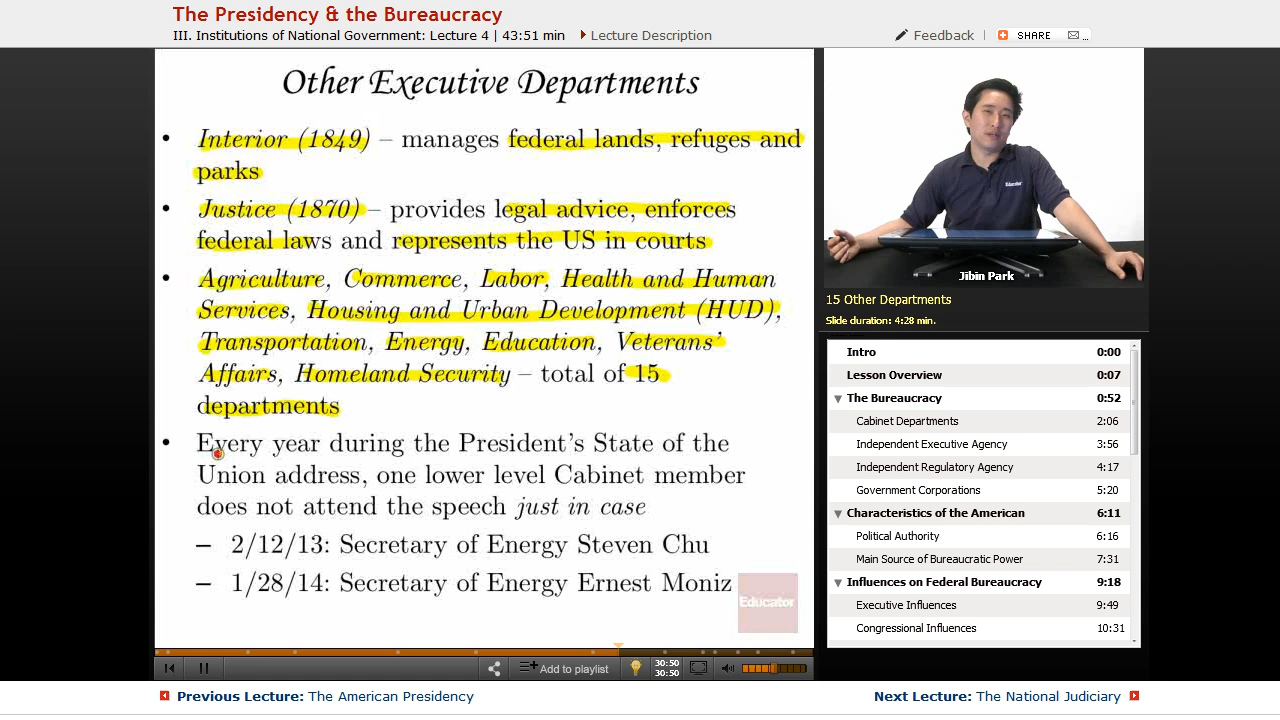 The Presidency & the Bureaucracy
III. Institutions of National Government: Lecture 4 | 43:51 min
Lecture Description
Feedback
SHARE
Other Executive Departments
• Interior (1849) – manages federal lands, refuges and
parks
• Justice (1870) – provides legal advice, enforces
federal laws and represents the US in courts
• Agriculture, Commerce, Labor, Health and Human
Services, Housing and Urban Development (HUD),
Transportation, Energy, Education, Veterans'
Affairs, Homeland Security – total of 15
departments
• Every year during the President's State of the
Union address, one lower level Cabinet member
does not attend the speech just in case
– 2/12/13: Secretary of Energy Steven Chu
– 1/28/14: Secretary of Energy Ernest Moniz
Educator
Educator
Jibin Park
15 Other Departments
Slide duration: 4:28 min.
Intro 0:00
Lesson Overview 0:07
The Bureaucracy 0:52
Cabinet Departments 2:06
Independent Executive Agency 3:56
Independent Regulatory Agency 4:17
Government Corporations 5:20
Characteristics of the American 6:11
Political Authority 6:16
Main Source of Bureaucratic Power 7:31
Influences on Federal Bureaucracy 9:18
Executive Influences 9:49
Congressional Influences 10:31
Add to playlist
30:50
30:50
Previous Lecture: The American Presidency
Next Lecture: The National Judiciary